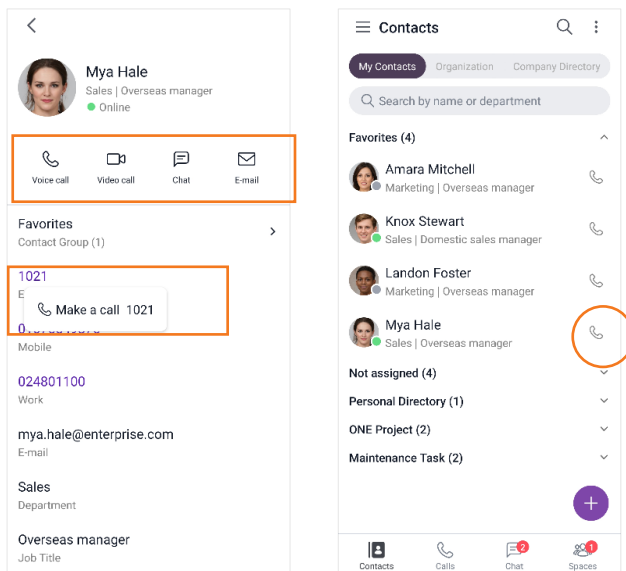 Mya Hale
Sales | Overseas manager
Online
Voice call
Video call
Chat
E-mail
Favorites
Contact Group (1)
1021
Make a call 1021
Mobile
024801100
Work
mya.hale@enterprise.com
E-mail
Sales
Department
Overseas manager
Job Title
Contacts
My Contacts
Organization
Company Directory
Search by name or department
Favorites (4)
Amara Mitchell
Marketing | Overseas manager
Knox Stewart
Sales | Domestic sales manager
Landon Foster
Marketing | Overseas manager
Mya Hale
Sales | Overseas manager
Not assigned (4)
Personal Directory (1)
ONE Project (2)
Maintenance Task (2)
2
1
Contacts
Calls
Chat
Spaces